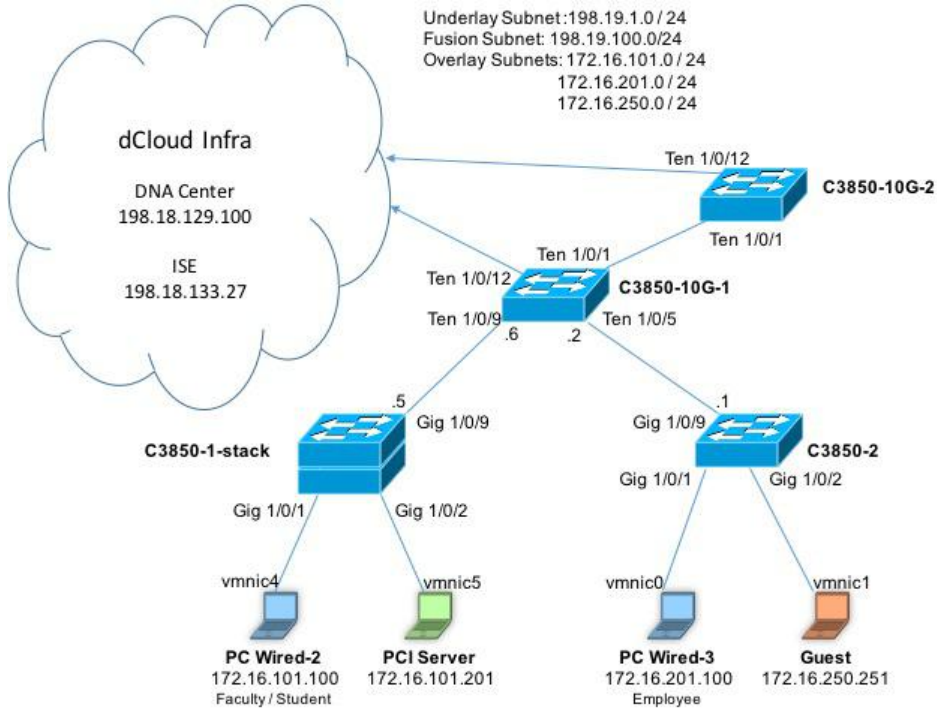 Underlay Subnet:198.19.1.0 / 24
Fusion Subnet: 198.19.100.0/24
Overlay Subnets: 172.16.101.0 / 24
172.16.201.0 / 24
172.16.250.0 / 24
dCloud Infra
DNA Center
198.18.129.100
ISE
198.18.133.27
Ten 1/0/12
C3850-10G-2
Ten 1/0/1
Ten 1/0/1
Ten 1/0/12
C3850-10G-1
Ten 1/0/9
Ten 1/0/5
.6
.2
.5
Gig 1/0/9
C3850-1-stack
Gig 1/0/1
Gig 1/0/2
.1
Gig 1/0/9
C3850-2
Gig 1/0/1
Gig 1/0/2
vmnic4
vmnic5
vmnic0
vmnic1
PC Wired-2
172.16.101.100
Faculty / Student
PCI Server
172.16.101.201
PC Wired-3
172.16.201.100
Employee
Guest
172.16.250.251